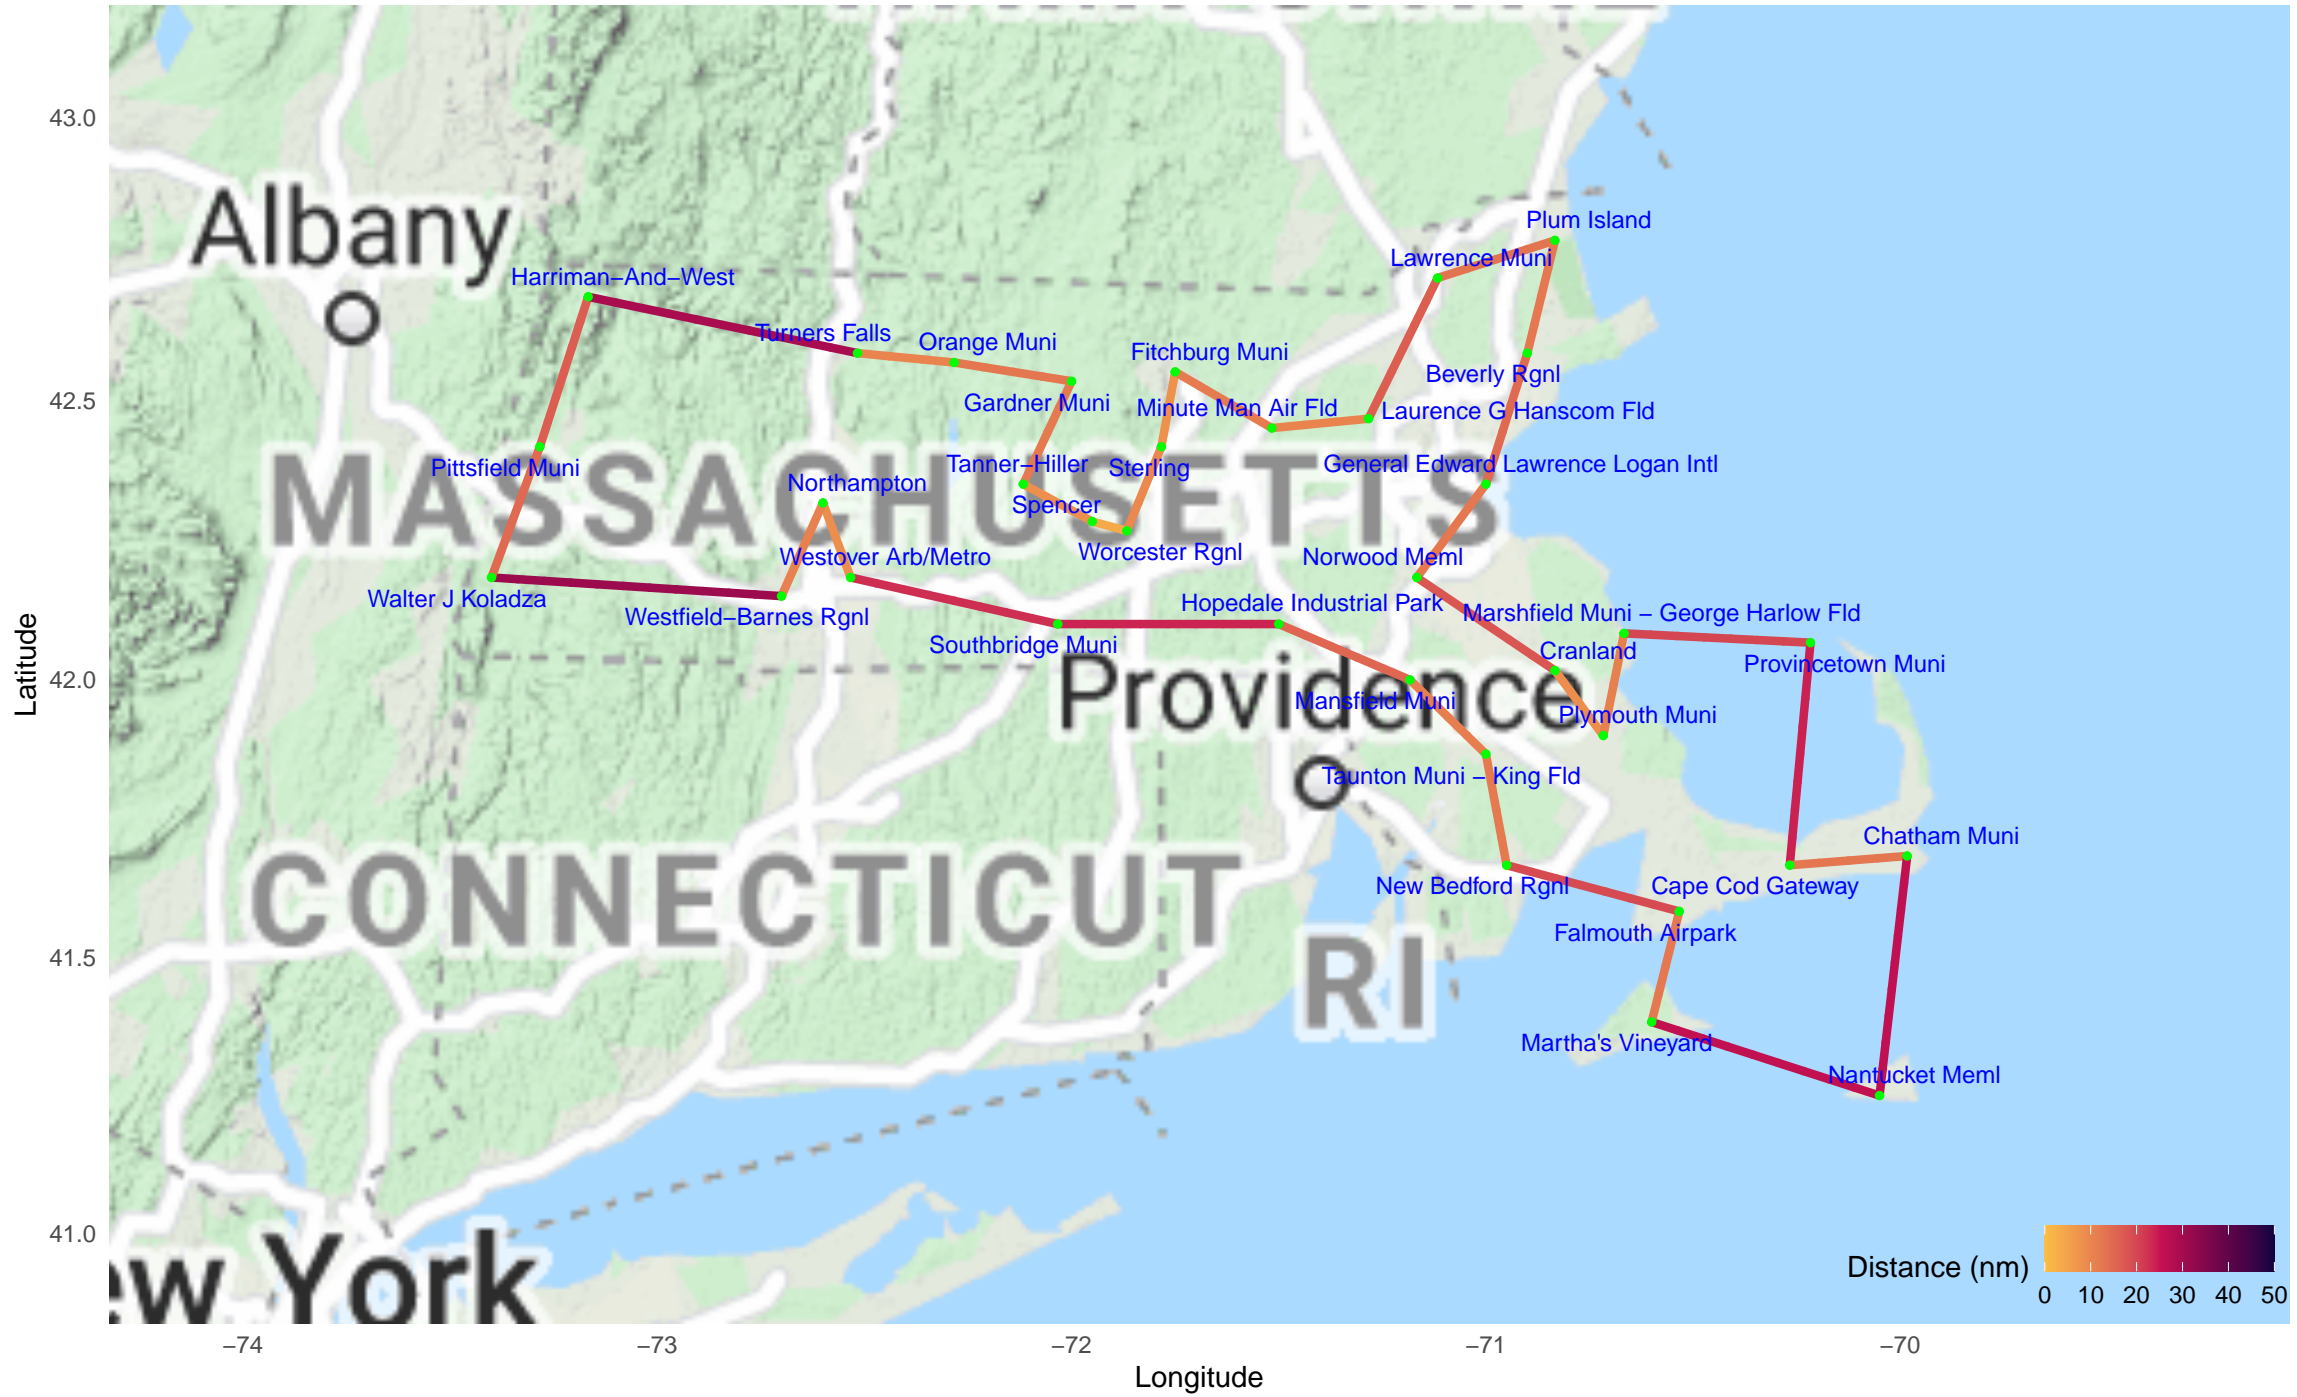 43.0
42.5
42.0
41.5
41.0
Latitude
−74
−73
−72
−71
−70
Longitude
Albany
MASSACHUSETTS
Providence
CONNECTICUT
RI
ew York
Plum Island
Lawrence Muni
Harriman−And−West
Turners Falls
Orange Muni
Fitchburg Muni
Beverly Rgnl
Gardner Muni
Minute Man Air Fld
Laurence G Hanscom Fld
Pittsfield Muni
Tanner−Hiller
Sterling
General Edward Lawrence Logan Intl
Northampton
Spencer
Worcester Rgnl
Westover Arb/Metro
Norwood Meml
Walter J Koladza
Westfield−Barnes Rgnl
Hopedale Industrial Park
Marshfield Muni − George Harlow Fld
Southbridge Muni
Cranland
Provincetown Muni
Mansfield Muni
Plymouth Muni
Taunton Muni − King Fld
Chatham Muni
New Bedford Rgnl
Cape Cod Gateway
Falmouth Airpark
Martha's Vineyard
Nantucket Meml
Distance (nm)
0 10 20 30 40 50